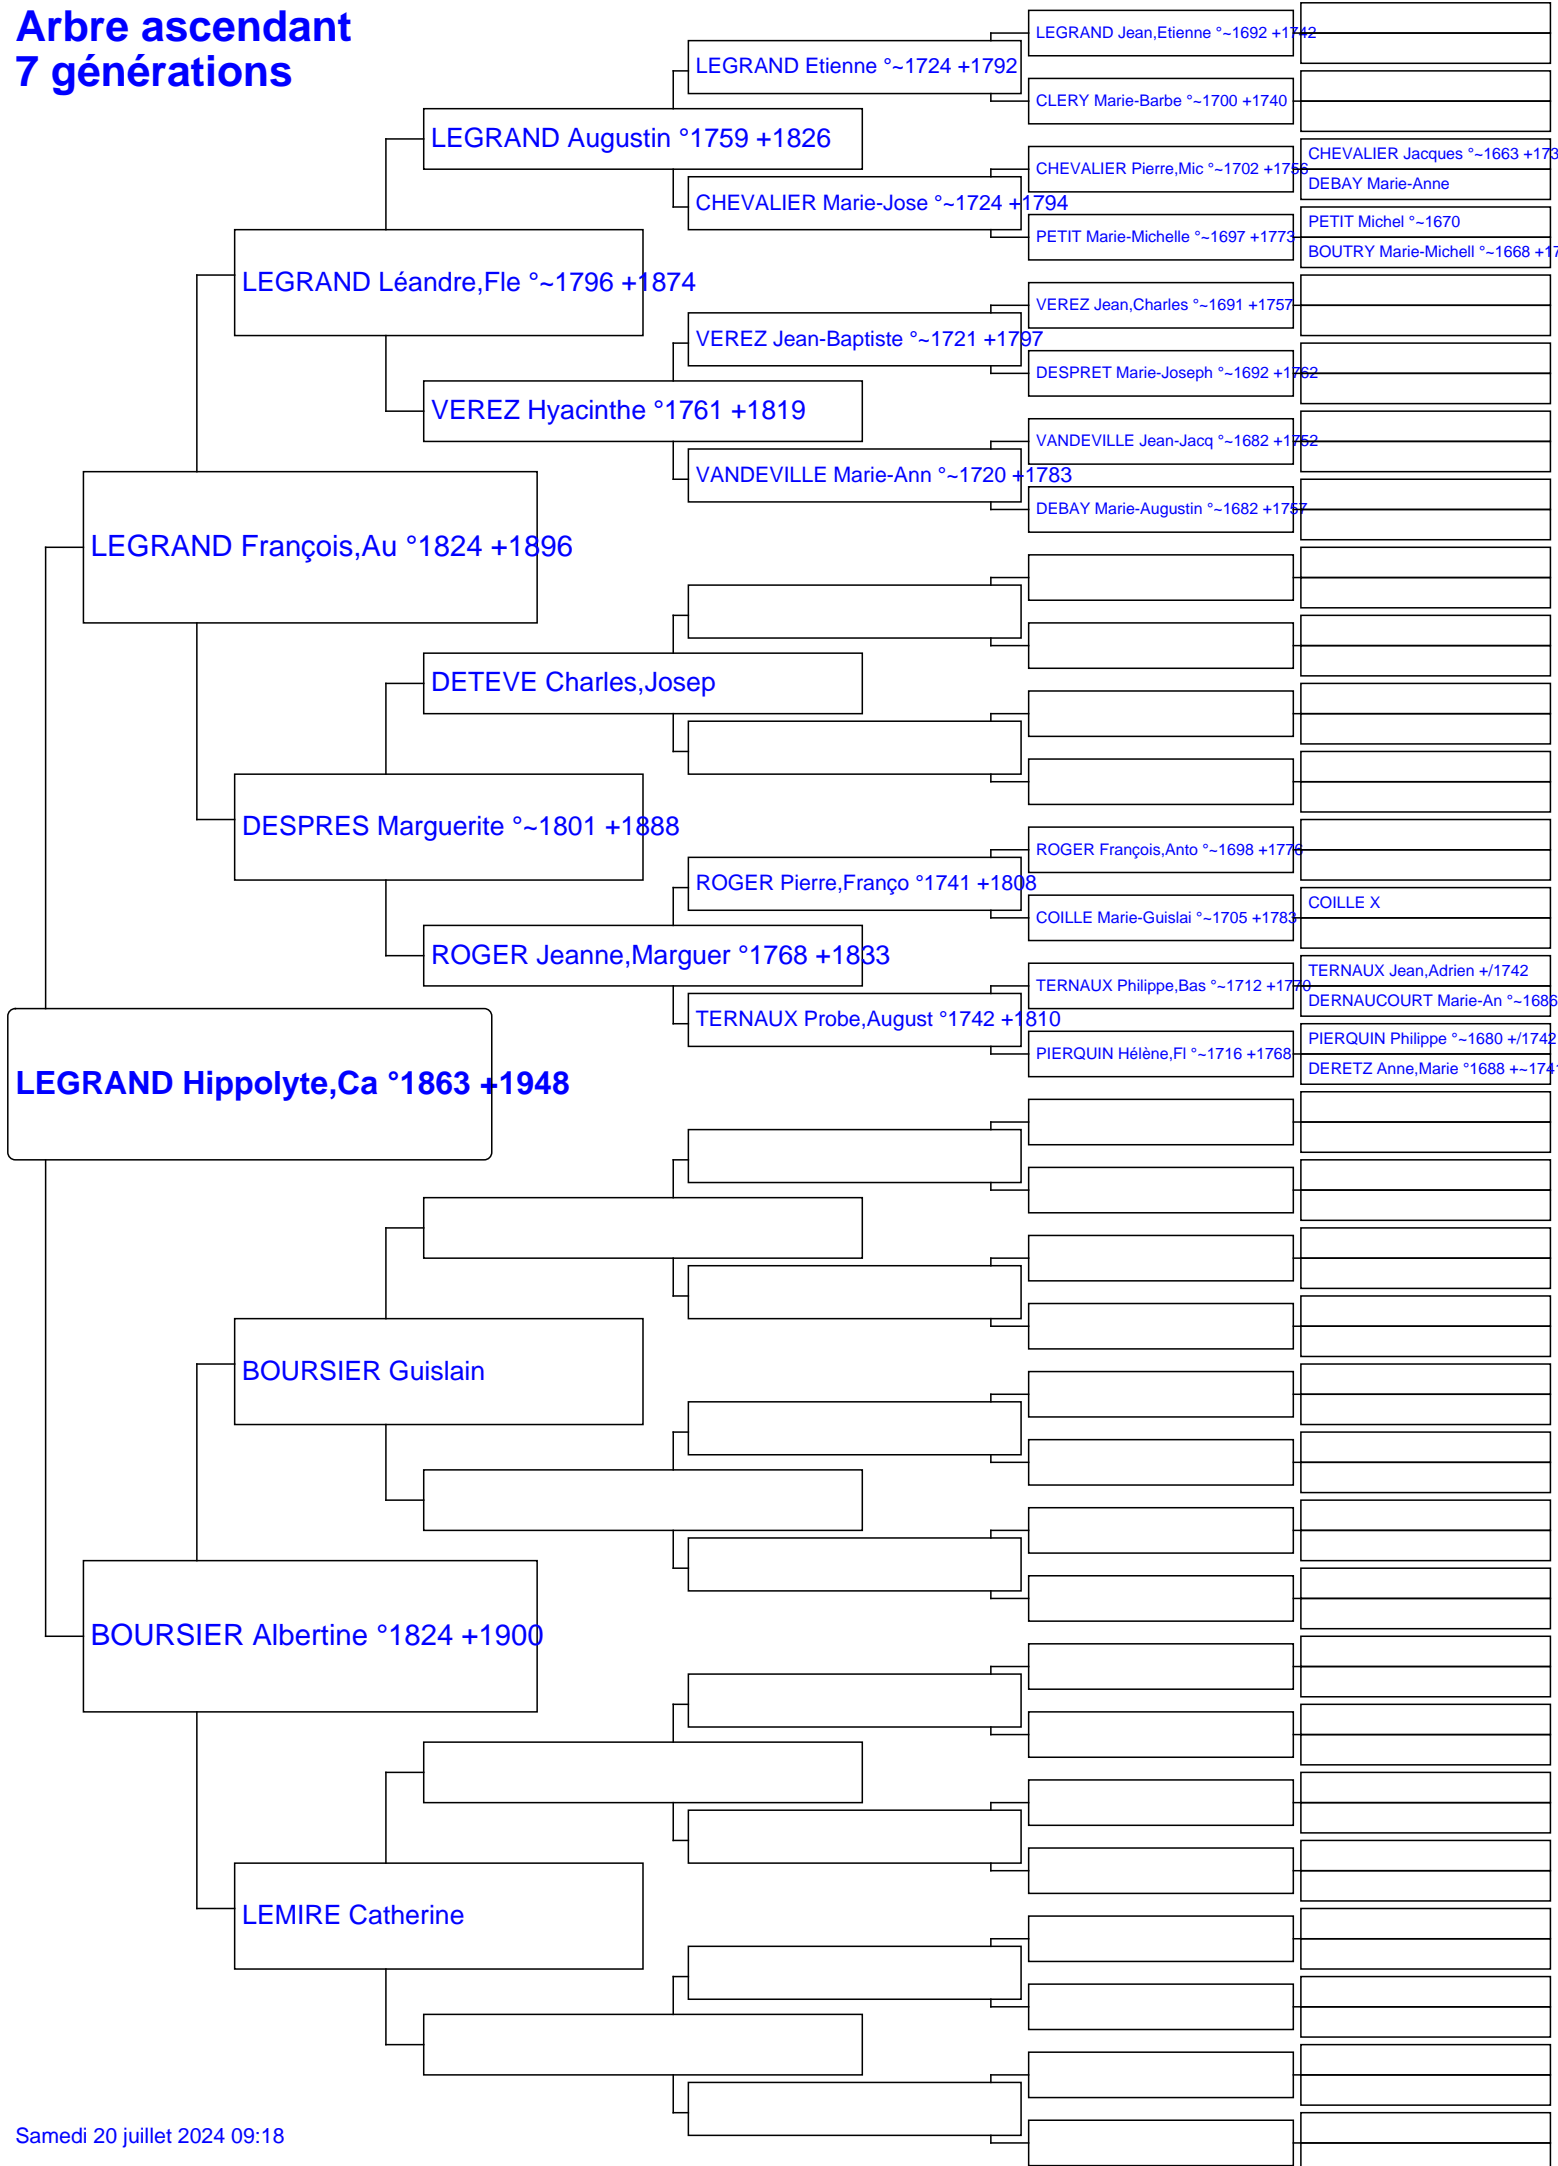 Arbre ascendant
7 générations
LEGRAND Jean,Etienne °~1692 +1742
LEGRAND Etienne °~1724 +1792
CLERY Marie-Barbe °~1700 +1740
LEGRAND Augustin °1759 +1826
CHEVALIER Jacques °~1663 +173
CHEVALIER Pierre,Mic °~1702 +1756
DEBAY Marie-Anne
CHEVALIER Marie-Jose °~1724 +1794
PETIT Michel °~1670
PETIT Marie-Michelle °~1697 +1773
BOUTRY Marie-Michell °~1668 +17
LEGRAND Léandre,Fle °~1796 +1874
VEREZ Jean,Charles °~1691 +1757
VEREZ Jean-Baptiste °~1721 +1797
DESPRET Marie-Joseph °~1692 +1762
VEREZ Hyacinthe °1761 +1819
VANDEVILLE Jean-Jacq °~1682 +1752
VANDEVILLE Marie-Ann °~1720 +1783
DEBAY Marie-Augustin °~1682 +1757
LEGRAND François,Au °1824 +1896
DETEVE Charles,Josep
DESPRES Marguerite °~1801 +1888
ROGER François,Anto °~1698 +1776
ROGER Pierre,Franço °1741 +1808
COILLE X
COILLE Marie-Guislai °~1705 +1783
ROGER Jeanne,Marguer °1768 +1833
TERNAUX Jean,Adrien +/1742
TERNAUX Philippe,Bas °~1712 +1770
DERNAUCOURT Marie-An °~1686
TERNAUX Probe,August °1742 +1810
PIERQUIN Philippe °~1680 +/1742
PIERQUIN Hélène,Fl °~1716 +1768
DERETZ Anne,Marie °1688 +~1741
LEGRAND Hippolyte,Ca °1863 +1948
BOURSIER Guislain
BOURSIER Albertine °1824 +1900
LEMIRE Catherine
Samedi 20 juillet 2024 09:18